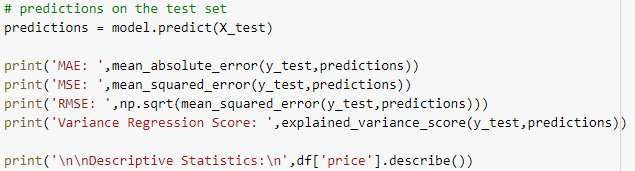 # predictions on the test set
predictions = model.predict(X_test)
print('MAE: ',mean_absolute_error(y_test,predictions))
print('MSE: ',mean_squared_error(y_test,predictions))
print('RMSE: ',np.sqrt(mean_squared_error(y_test,predictions)))
print('Variance Regression Score: ',explained_variance_score(y_test,predictions))
print('\n\nDescriptive Statistics:\n',df['price'].describe())